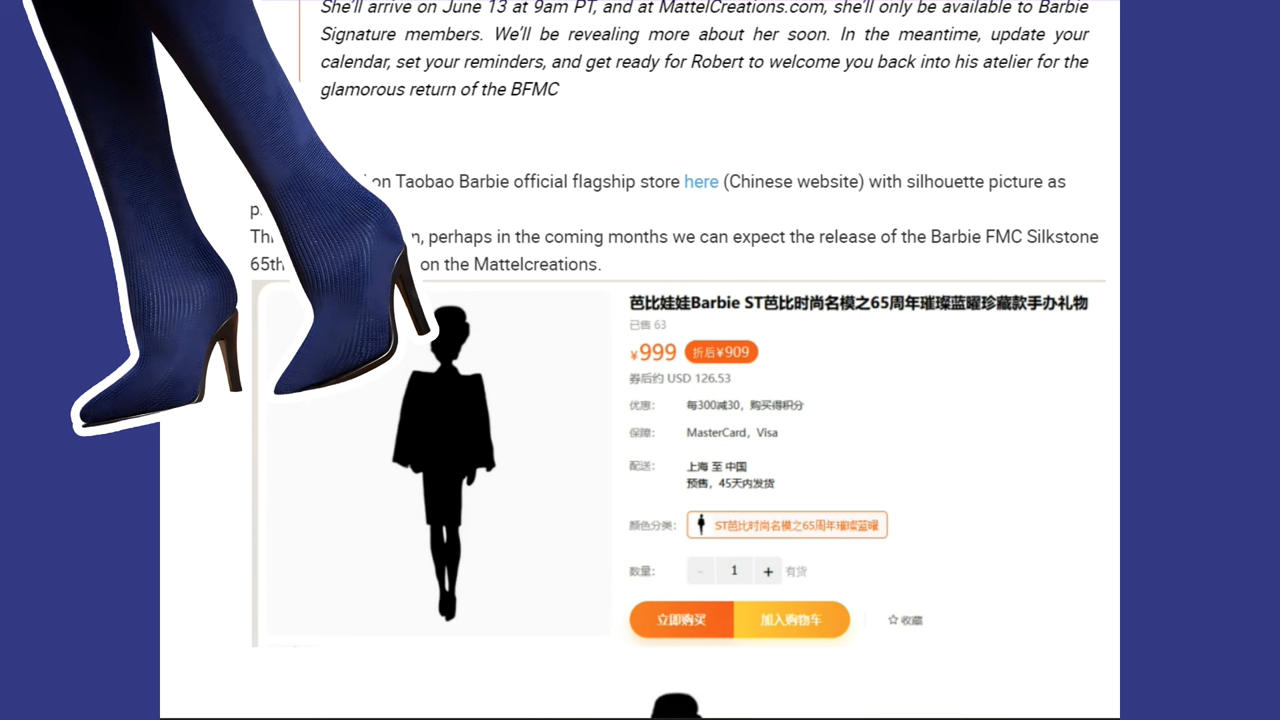 She'll arrive on June 13 at 9am PT, and at MattelCreations.com, she'll only be available to Barbie
Signature members. We'll be revealing more about her soon. In the meantime, update your
calendar, set your reminders, and get ready for Robert to welcome you back into his atelier for the
glamorous return of the BFMC
on Taobao Barbie official flagship store here (Chinese website) with silhouette picture as
perhaps in the coming months we can expect the release of the Barbie FMC Silkstone
65th on the Mattelcreations.
芭比娃娃Barbie ST芭比时尚名模之65周年璀璨蓝曜珍藏款手办礼物
已售 63
¥999 折后¥909
券后约 USD 126.53
优惠: 每300减30，购买得积分
保障: MasterCard，Visa
配送: 上海 至 中国
预售，45天内发货
颜色分类: ST芭比时尚名模之65周年璀璨蓝曜
数量: - 1 + 有货
立即购买 加入购物车 收藏